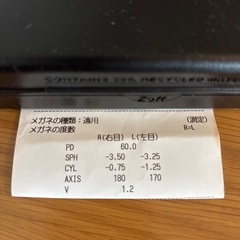 Zoff
メガネの種類：遠用 (測定)
メガネの度数 R=L
R(右目) L(左目)
PD 60.0
SPH -3.50 -3.25
CYL -0.75 -1.25
AXIS 180 170
V 1.2